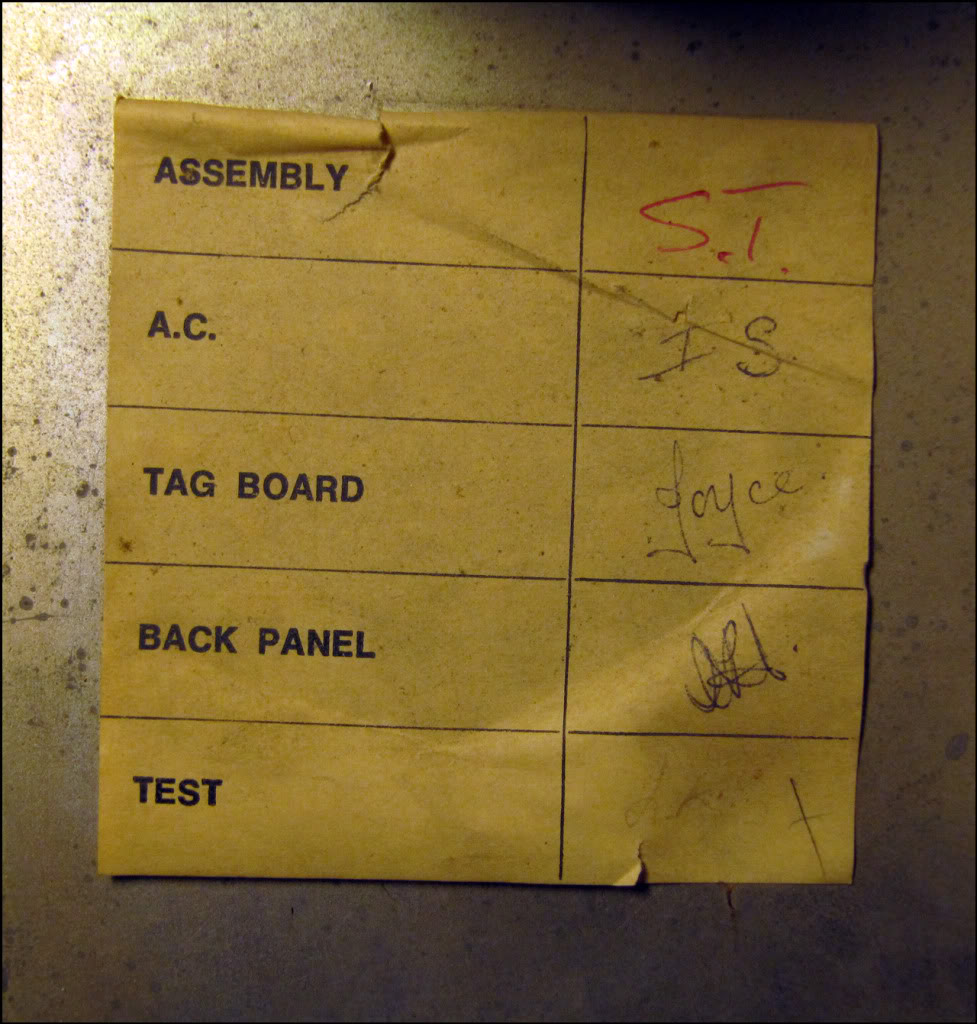 ASSEMBLY S.T.
A.C. I S
TAG BOARD Joyce
BACK PANEL
TEST